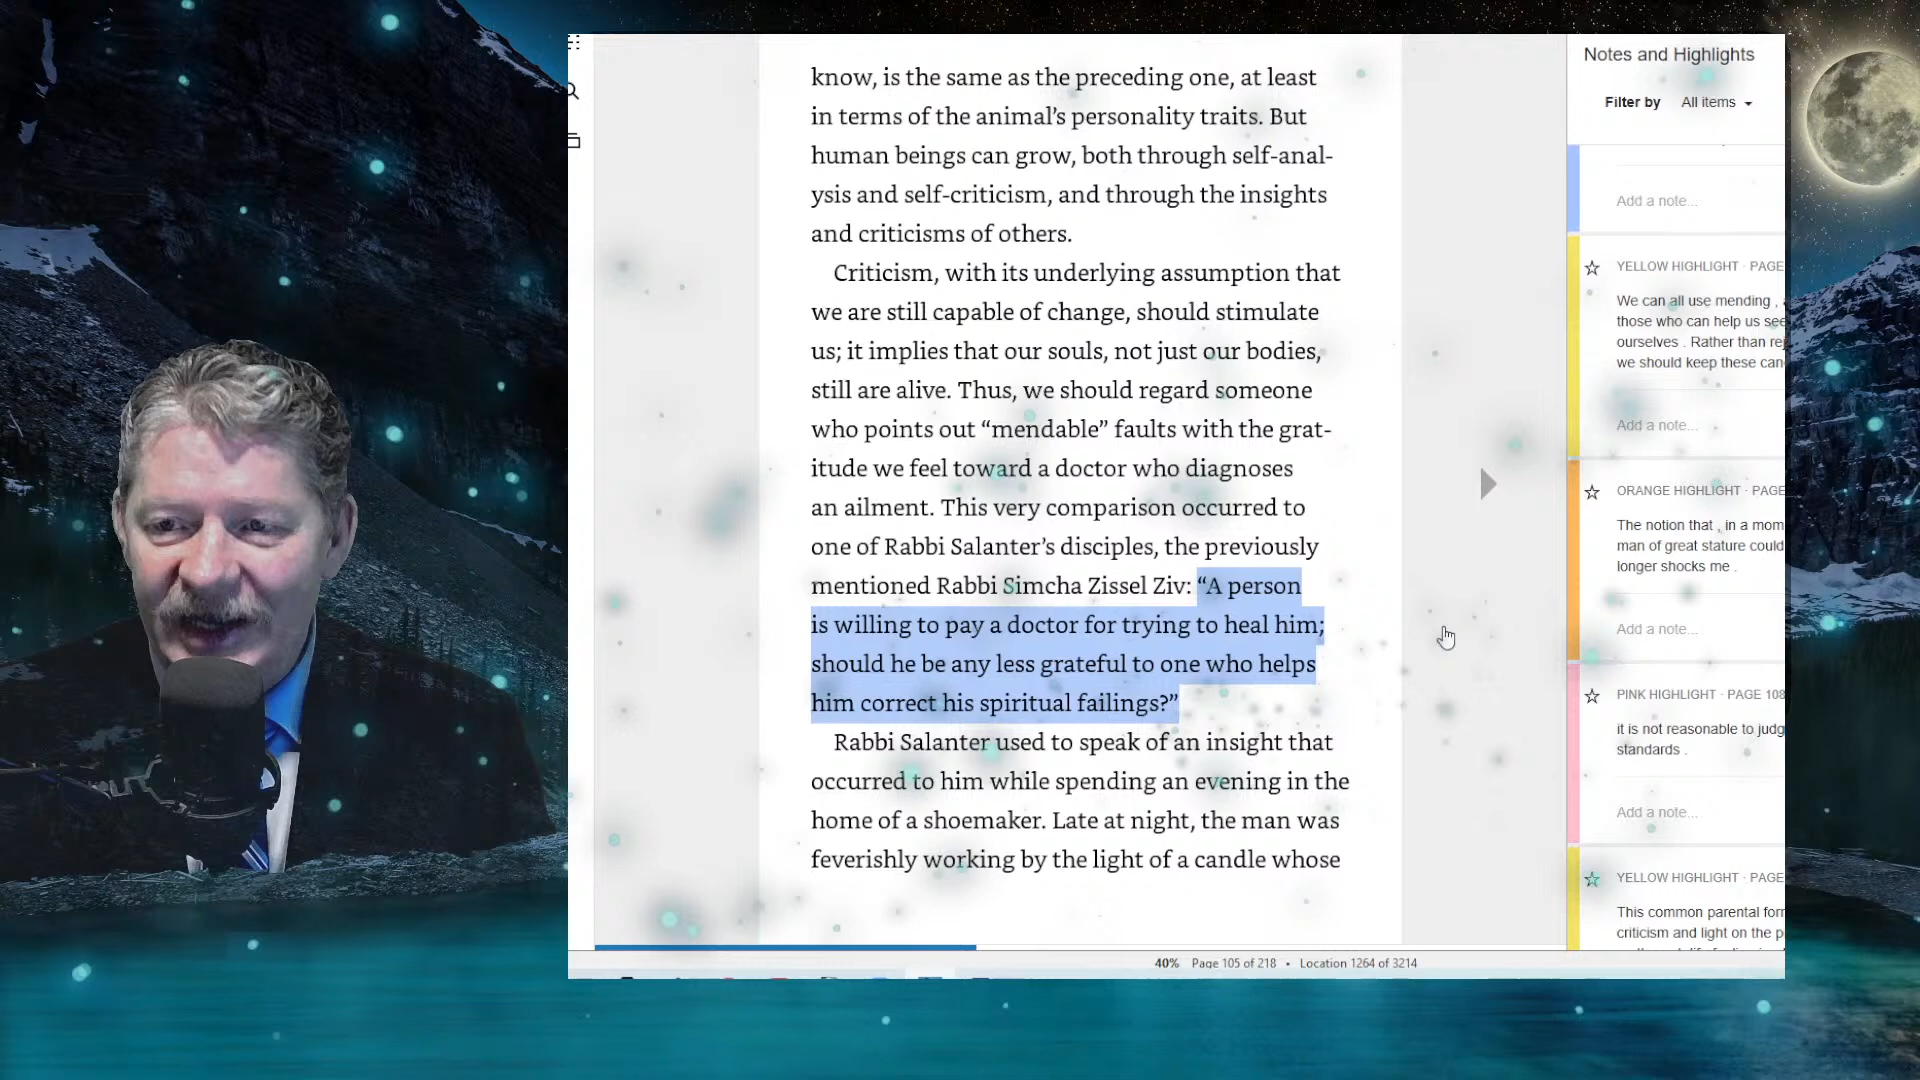 know, is the same as the preceding one, at least
in terms of the animal’s personality traits. But
human beings can grow, both through self-anal-
ysis and self-criticism, and through the insights
and criticisms of others.
Criticism, with its underlying assumption that
we are still capable of change, should stimulate
us; it implies that our souls, not just our bodies,
still are alive. Thus, we should regard someone
who points out “mendable” faults with the grat-
itude we feel toward a doctor who diagnoses
an ailment. This very comparison occurred to
one of Rabbi Salanter’s disciples, the previously
mentioned Rabbi Simcha Zissel Ziv: “A person
is willing to pay a doctor for trying to heal him;
should he be any less grateful to one who helps
him correct his spiritual failings?”
Rabbi Salanter used to speak of an insight that
occurred to him while spending an evening in the
home of a shoemaker. Late at night, the man was
feverishly working by the light of a candle whose
40% Page 105 of 218 • Location 1264 of 3214
Notes and Highlights
Filter by All items
Add a note...
YELLOW HIGHLIGHT · PAGE
We can all use mending ,
those who can help us see
ourselves . Rather than
we should keep these
Add a note...
ORANGE HIGHLIGHT · PAGE
The notion that , in a
man of great stature could
longer shocks me .
Add a note...
PINK HIGHLIGHT · PAGE 108
it is not reasonable to
standards .
Add a note...
YELLOW HIGHLIGHT · PAGE
This common parental
criticism and light on the